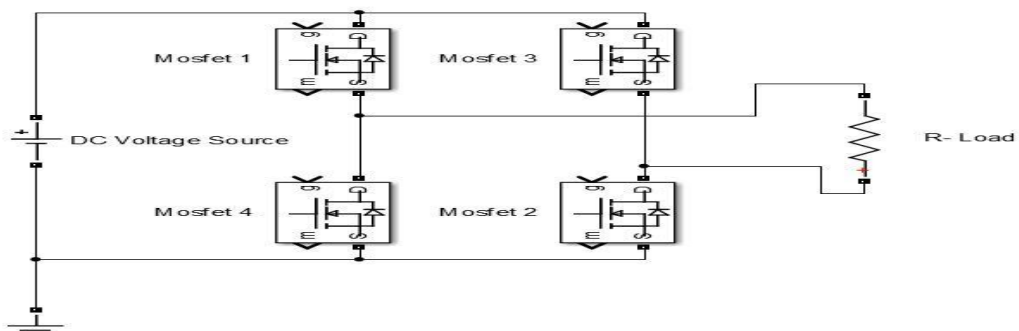 Mosfet 1
g
D
m
S
Mosfet 3
g
D
m
S
+
DC Voltage Source
R- Load
+
Mosfet 4
g
D
m
S
Mosfet 2
g
D
m
S